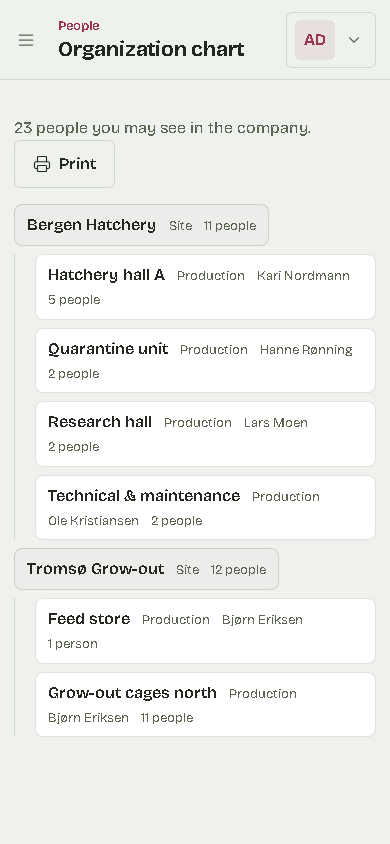 People
Organization chart
AD
23 people you may see in the company.
Print
Bergen Hatchery Site 11 people
Hatchery hall A Production Kari Nordmann
5 people
Quarantine unit Production Hanne Rønning
2 people
Research hall Production Lars Moen
2 people
Technical & maintenance Production
Ole Kristiansen 2 people
Tromsø Grow-out Site 12 people
Feed store Production Bjørn Eriksen
1 person
Grow-out cages north Production
Bjørn Eriksen 11 people